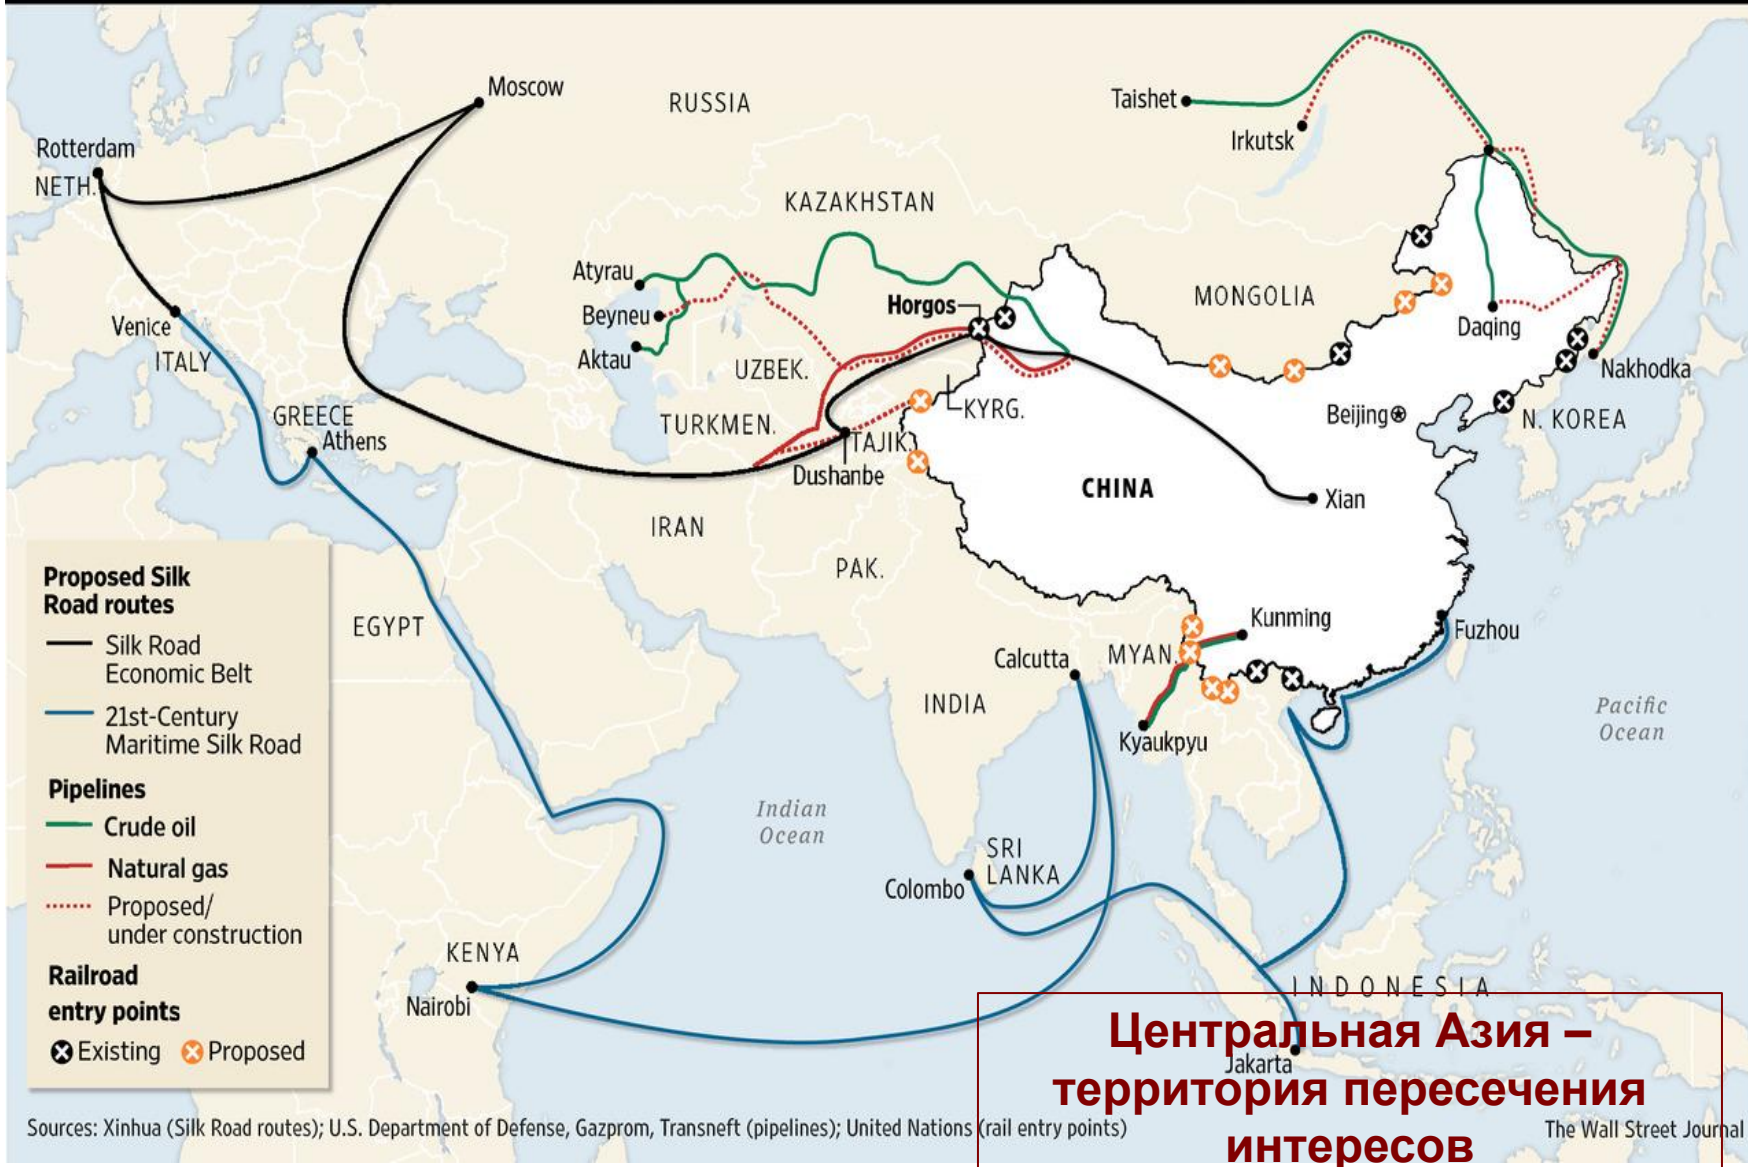 Moscow
RUSSIA
Taishet
Irkutsk
Rotterdam
NETH.
KAZAKHSTAN
Atyrau
Beyneu
Aktau
Horgos
MONGOLIA
Daqing
Nakhodka
Venice
ITALY
UZBEK.
KYRG.
TURKMEN.
TAJIK.
Dushanbe
Beijing
N. KOREA
GREECE
Athens
CHINA
Xian
IRAN
PAK.
EGYPT
Kunming
Fuzhou
Calcutta
MYAN.
INDIA
Kyaukpyu
Pacific
Ocean
Indian
Ocean
SRI
LANKA
Colombo
KENYA
Nairobi
INDONESIA
Jakarta
Proposed Silk
Road routes
Silk Road
Economic Belt
21st-Century
Maritime Silk Road
Pipelines
Crude oil
Natural gas
Proposed/
under construction
Railroad
entry points
Existing Proposed
Центральная Азия –
территория пересечения
интересов
Sources: Xinhua (Silk Road routes); U.S. Department of Defense, Gazprom, Transneft (pipelines); United Nations (rail entry points)
The Wall Street Journal